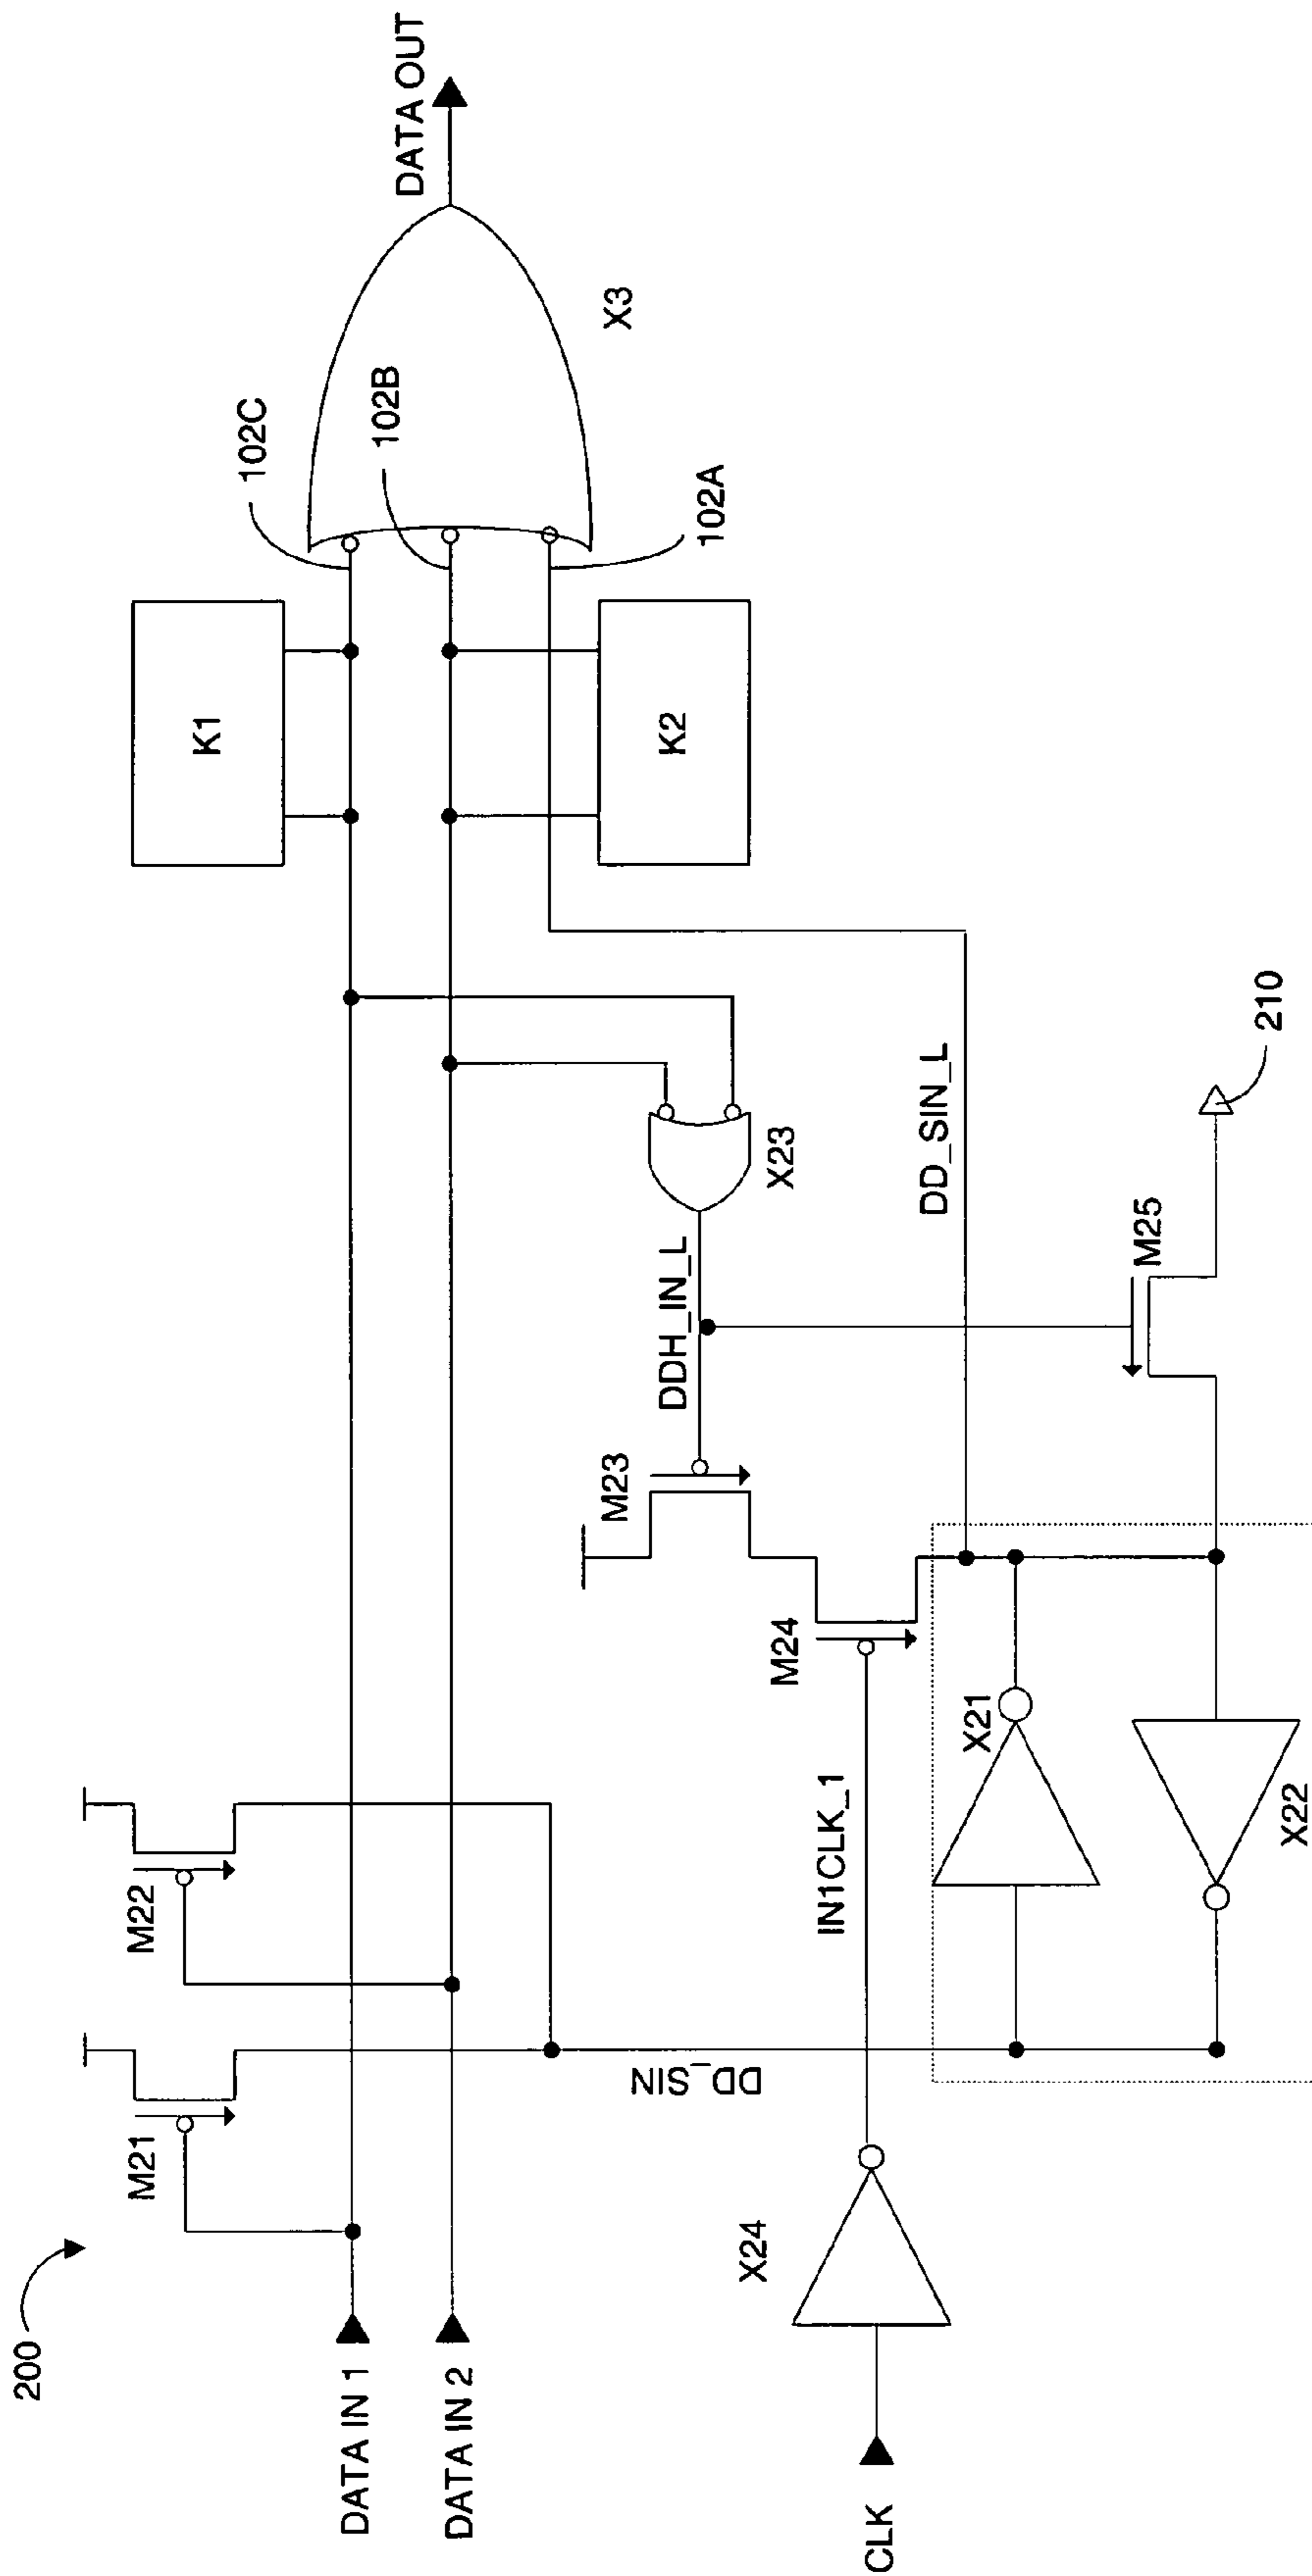 200
M21
M22
DATA IN 1
DATA IN 2
K1
K2
102C
102B
102A
X3
DATA OUT
DD_SIN
X23
DDH_IN_L
M23
M24
DD_SIN_L
X24
IN1CLK_1
CLK
X21
X22
M25
210